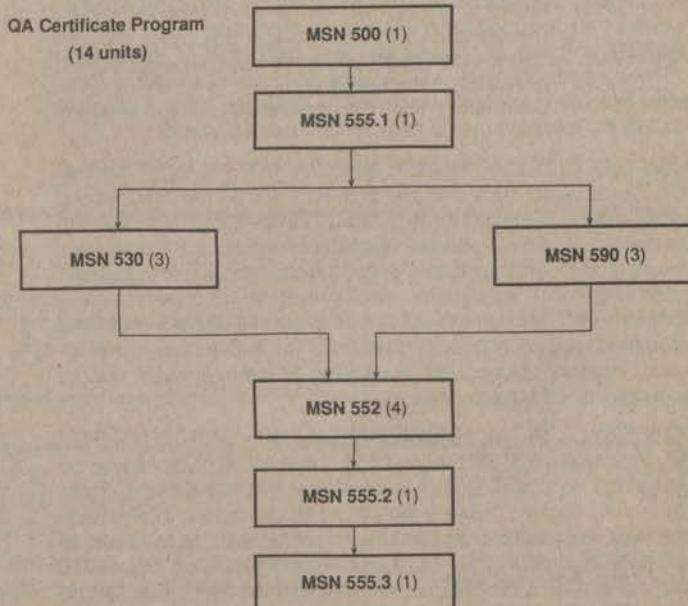 QA Certificate Program
(14 units)
MSN 500 (1)
MSN 555.1 (1)
MSN 530 (3)
MSN 590 (3)
MSN 552 (4)
MSN 555.2 (1)
MSN 555.3 (1)